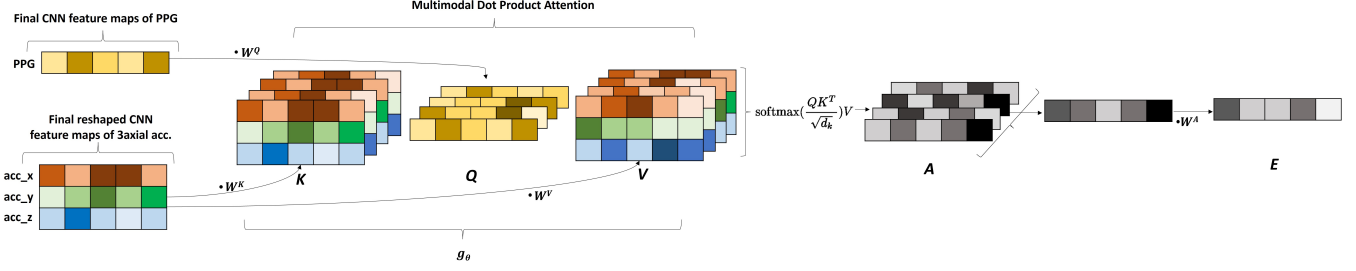 Multimodal Dot Product Attention
Final CNN feature maps of PPG
PPG
• W^Q
Final reshaped CNN
feature maps of 3axial acc.
acc_x
acc_y
acc_z
• W^K
K
Q
V
• W^V
g_θ
softmax(QK^T/√d_k)V
A
• W^A
E